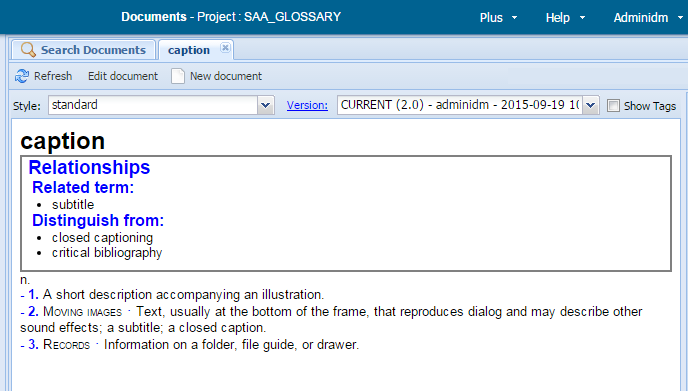 Documents - Project : SAA_GLOSSARY Plus Help Adminidm
Search Documents caption
Refresh Edit document New document
Style: standard Version: CURRENT (2.0) - adminidm - 2015-09-19 Show Tags
caption
Relationships
Related term:
• subtitle
Distinguish from:
• closed captioning
• critical bibliography
n.
- 1. A short description accompanying an illustration.
- 2. MOVING IMAGES · Text, usually at the bottom of the frame, that reproduces dialog and may describe other
sound effects; a subtitle; a closed caption.
- 3. RECORDS · Information on a folder, file guide, or drawer.